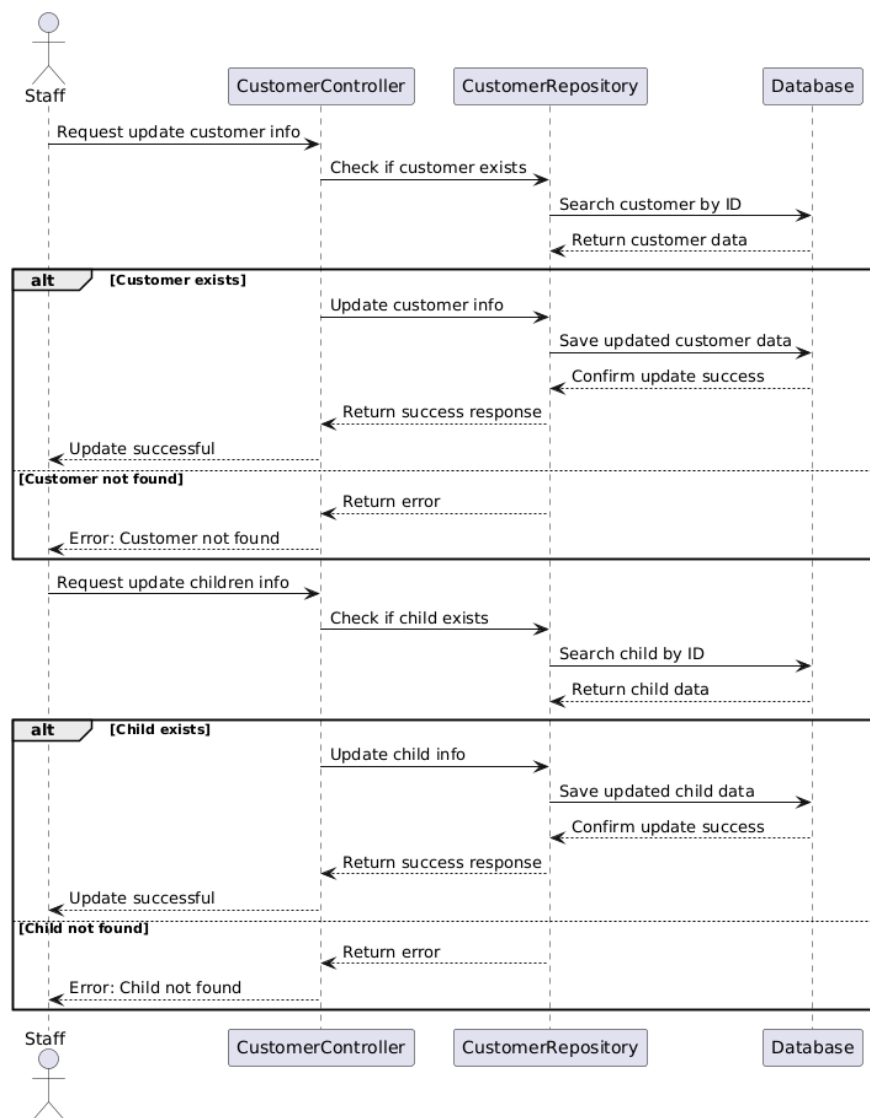 Staff
CustomerController
CustomerRepository
Database
Request update customer info
Check if customer exists
Search customer by ID
Return customer data
alt
[Customer exists]
Update customer info
Save updated customer data
Confirm update success
Return success response
Update successful
[Customer not found]
Return error
Error: Customer not found
Request update children info
Check if child exists
Search child by ID
Return child data
alt
[Child exists]
Update child info
Save updated child data
Confirm update success
Return success response
Update successful
[Child not found]
Return error
Error: Child not found
Staff
CustomerController
CustomerRepository
Database